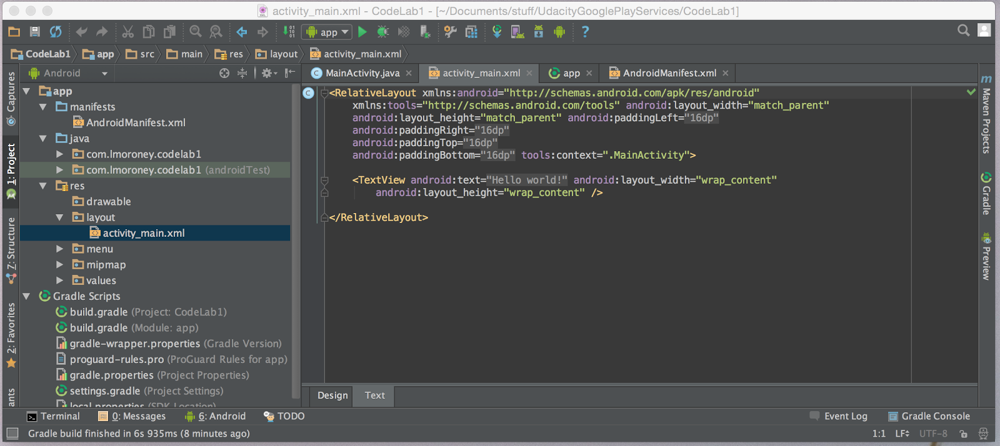 activity_main.xml - CodeLab1 - [~/Documents/stuff/UdacityGooglePlayServices/CodeLab1]
app
CodeLab1 app src main res layout activity_main.xml
Android
MainActivity.java activity_main.xml app AndroidManifest.xml
Captures
1: Project
Z: Structure
2: Favorites
ants
app
manifests
AndroidManifest.xml
java
com.lmoroney.codelab1
com.lmoroney.codelab1 (androidTest)
res
drawable
layout
activity_main.xml
menu
mipmap
values
Gradle Scripts
build.gradle (Project: CodeLab1)
build.gradle (Module: app)
gradle-wrapper.properties (Gradle Version)
proguard-rules.pro (ProGuard Rules for app)
gradle.properties (Project Properties)
settings.gradle (Project Settings)
local.properties (SDK Location)
<RelativeLayout xmlns:android="http://schemas.android.com/apk/res/android"
xmlns:tools="http://schemas.android.com/tools" android:layout_width="match_parent"
android:layout_height="match_parent" android:paddingLeft="16dp"
android:paddingRight="16dp"
android:paddingTop="16dp"
android:paddingBottom="16dp" tools:context=".MainActivity">
<TextView android:text="Hello world!" android:layout_width="wrap_content"
android:layout_height="wrap_content" />
</RelativeLayout>
Maven Projects
Gradle
Preview
Design Text
Terminal 0: Messages 6: Android TODO Event Log Gradle Console
Gradle build finished in 6s 935ms (8 minutes ago) 1:1 LF UTF-8